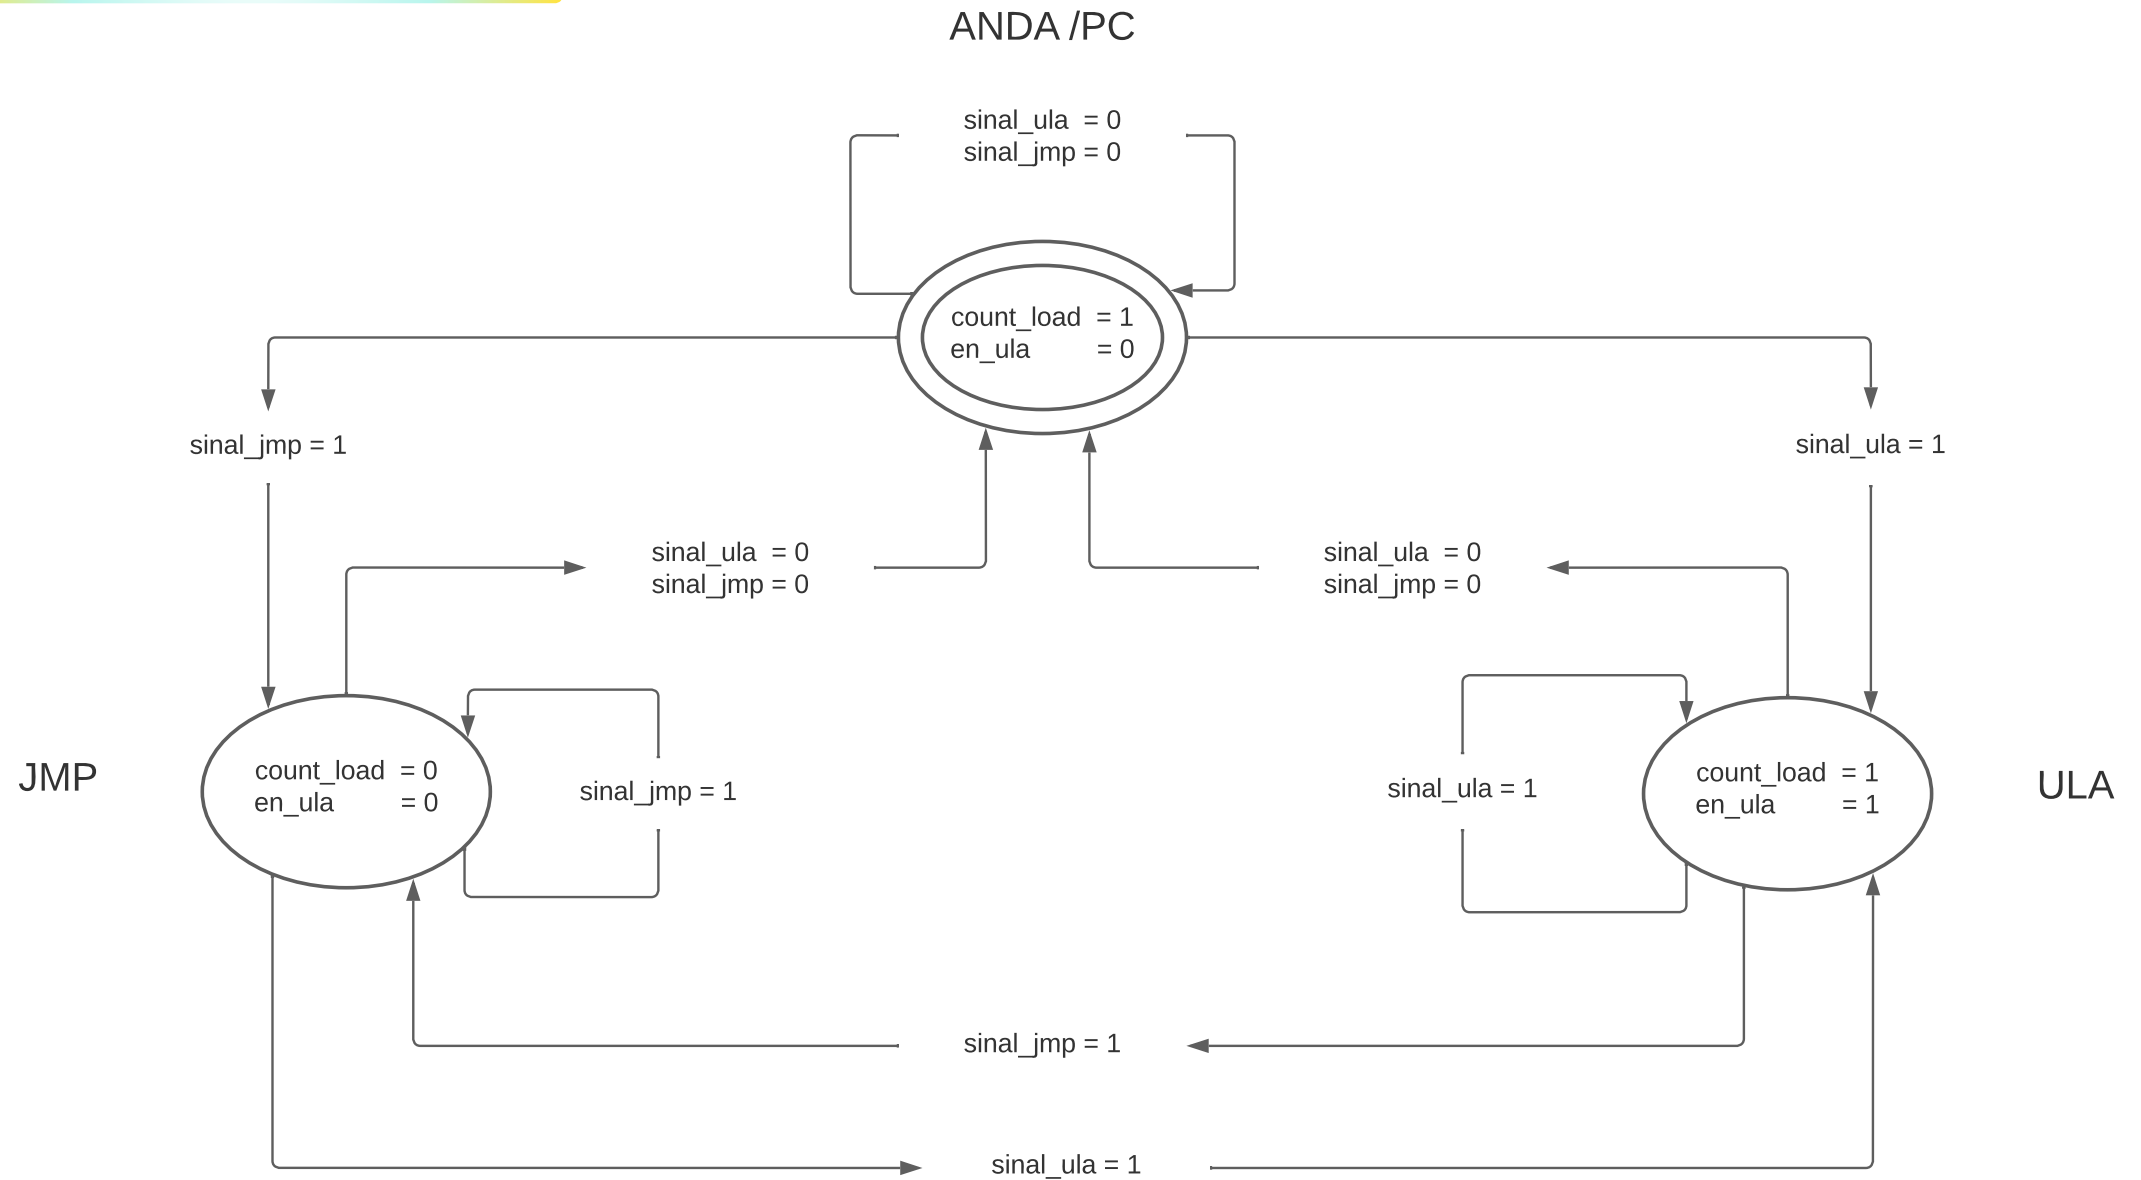 ANDA /PC
sinal_ula = 0
sinal_jmp = 0
count_load = 1
en_ula = 0
sinal_jmp = 1
sinal_ula = 1
sinal_ula = 0
sinal_jmp = 0
sinal_ula = 0
sinal_jmp = 0
JMP
count_load = 0
en_ula = 0
sinal_jmp = 1
sinal_ula = 1
count_load = 1
en_ula = 1
ULA
sinal_jmp = 1
sinal_ula = 1